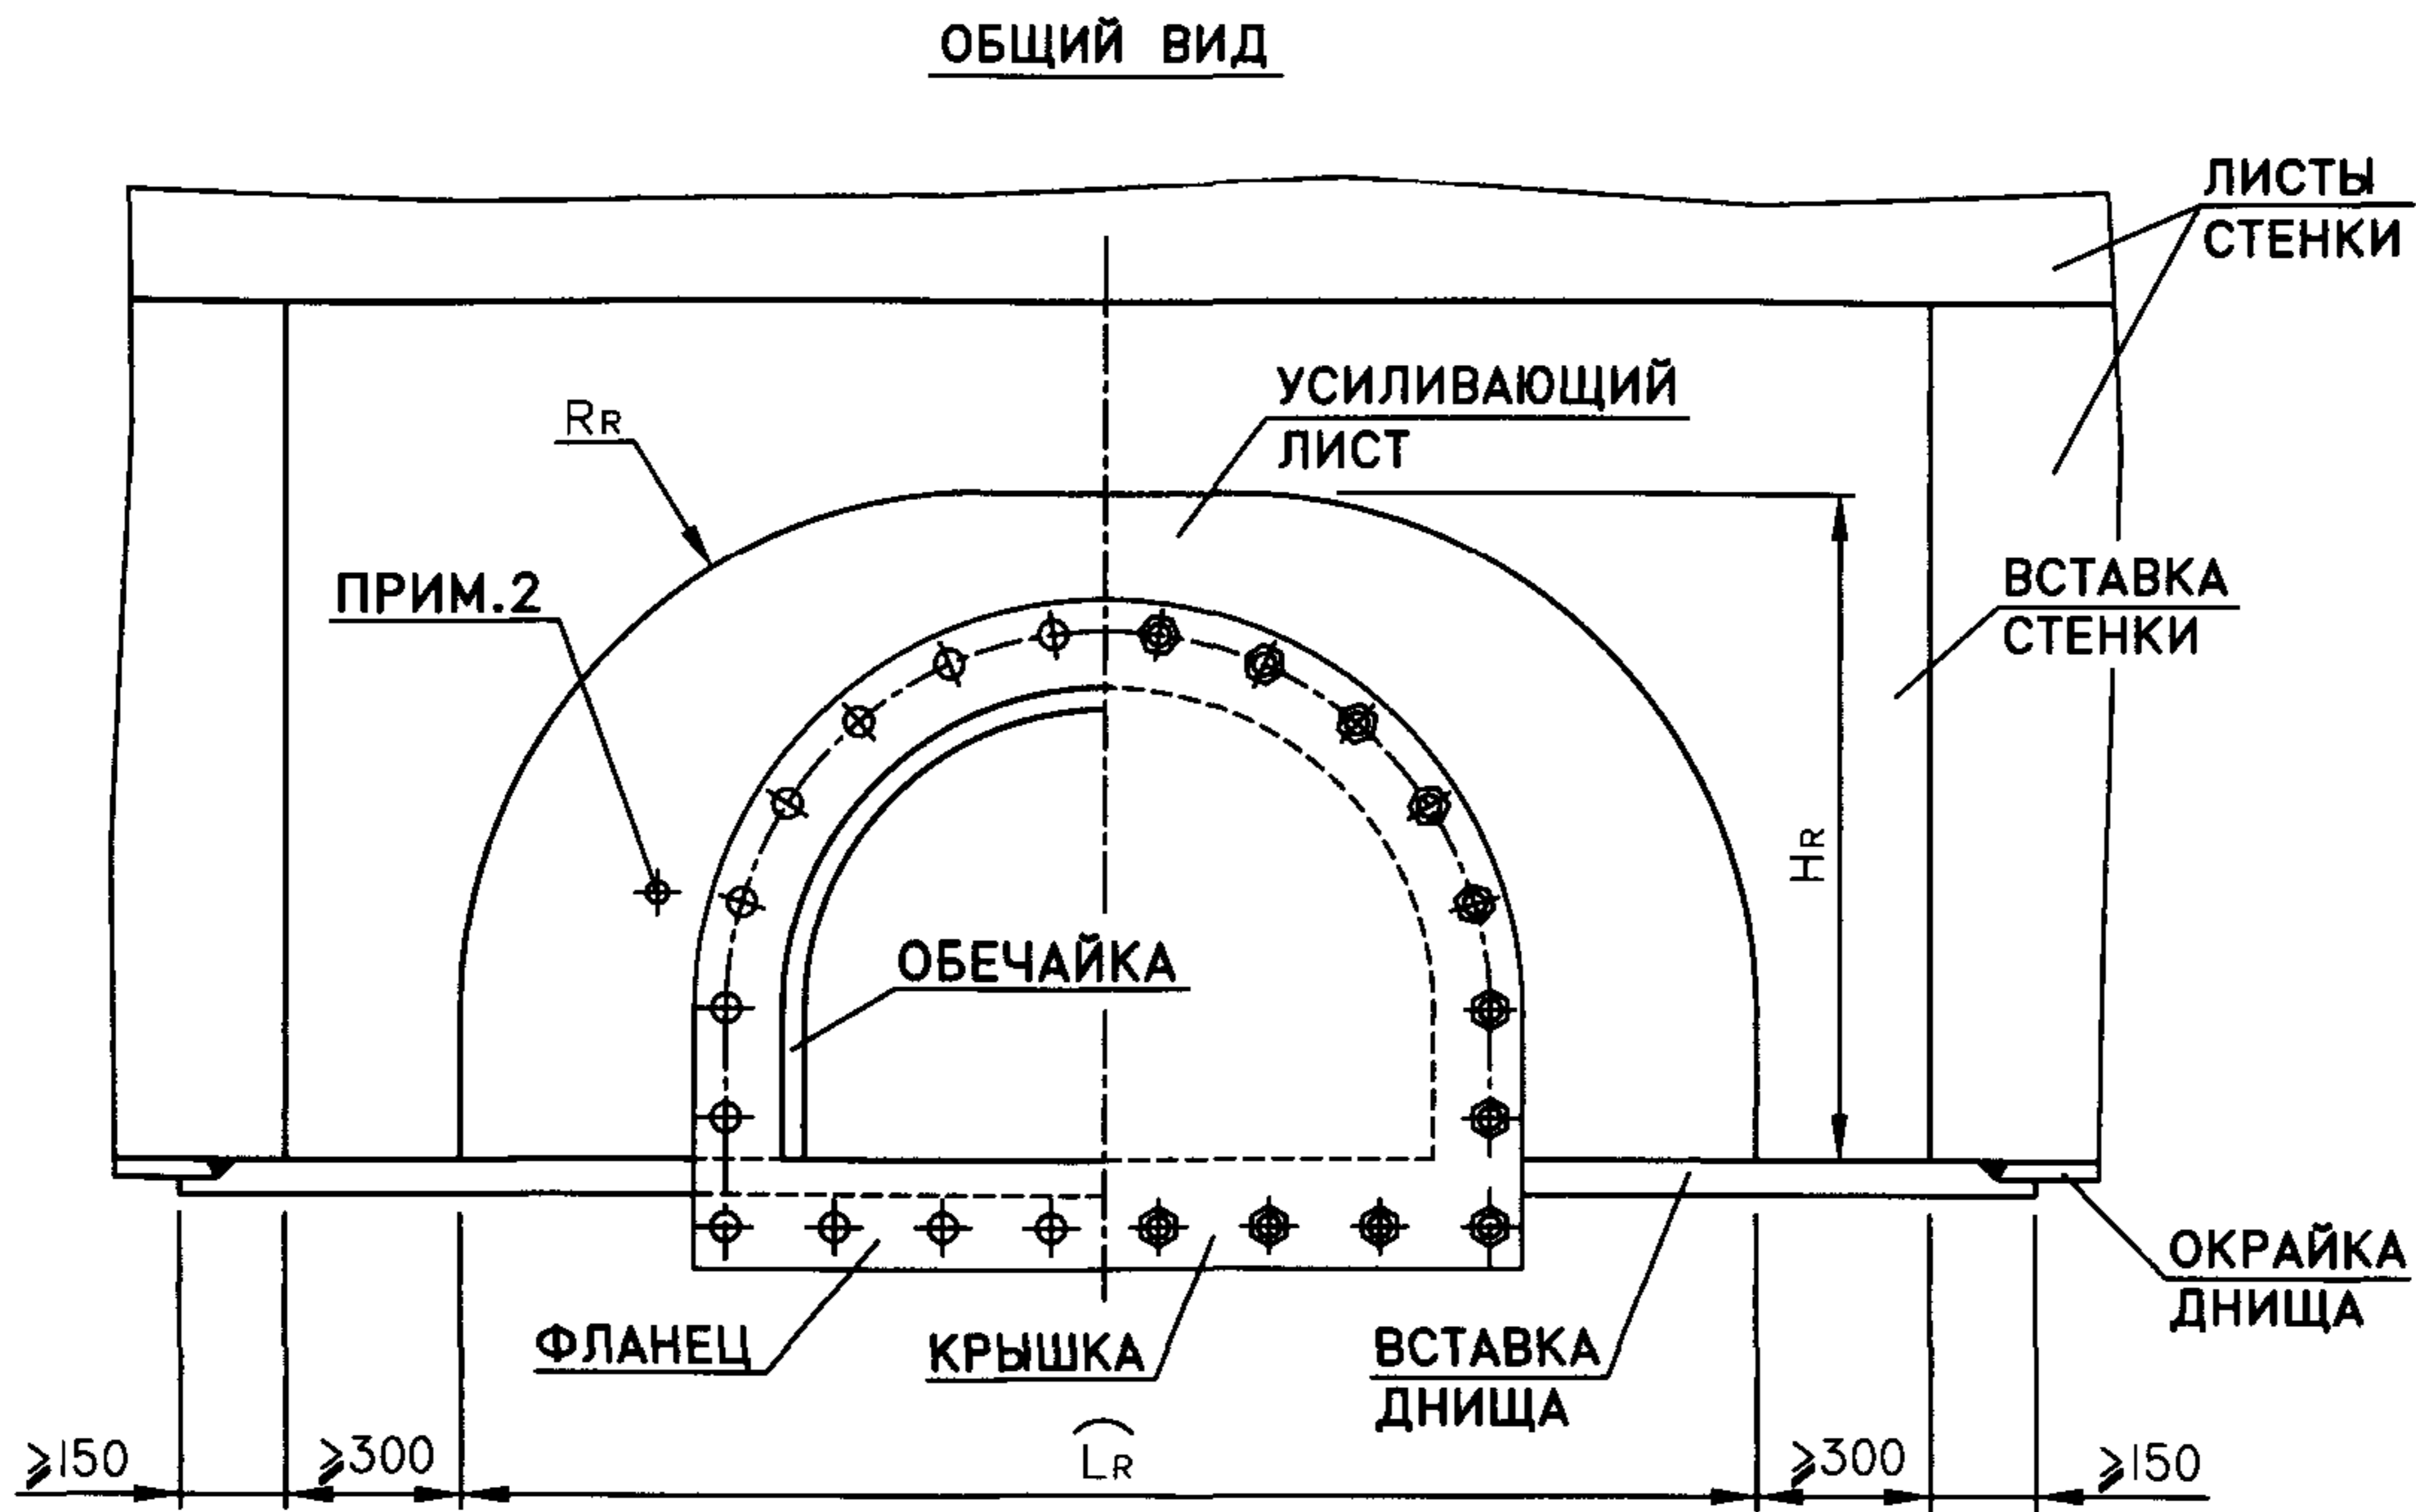 ОБЩИЙ ВИД
ЛИСТЫ
СТЕНКИ
УСИЛИВАЮЩИЙ
ЛИСТ
RR
ПРИМ.2
ВСТАВКА
СТЕНКИ
HR
ОБЕЧАЙКА
ОКРАЙКА
ДНИЩА
ФЛАНЕЦ
КРЫШКА
ВСТАВКА
ДНИЩА
⩾150
⩾300
LR
⩾300
⩾150